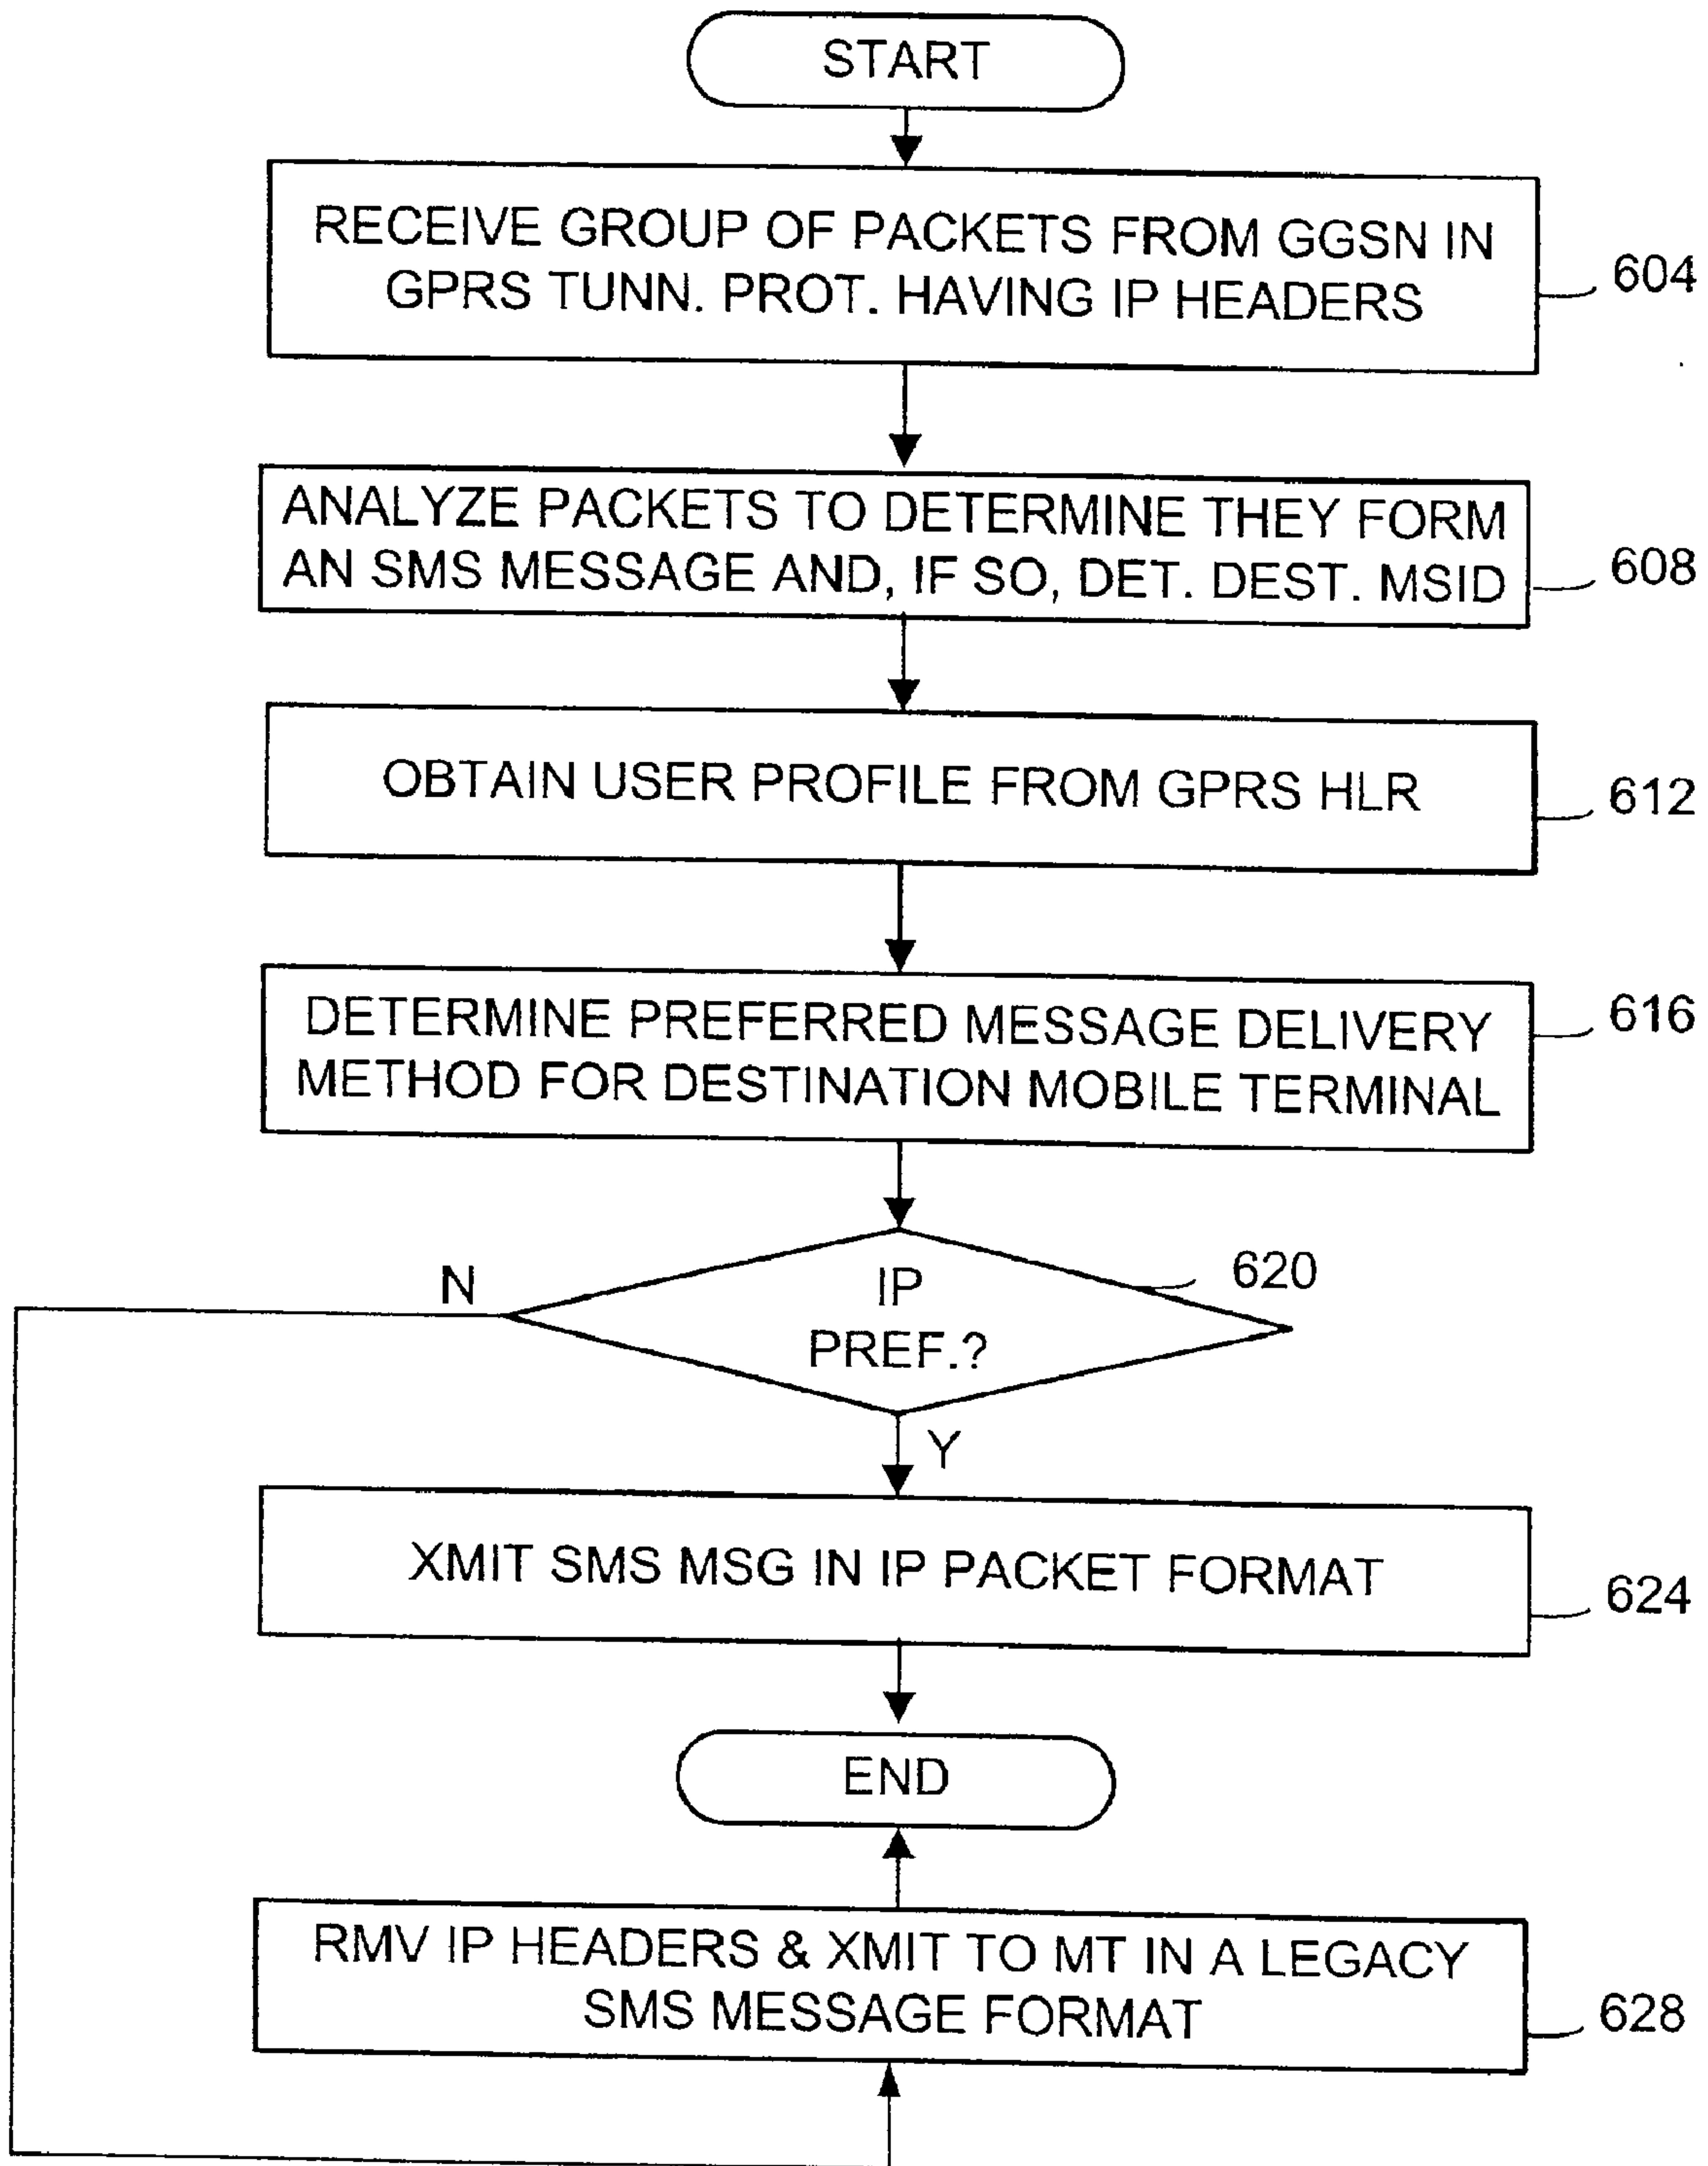 START
RECEIVE GROUP OF PACKETS FROM GGSN IN
GPRS TUNN. PROT. HAVING IP HEADERS
604
ANALYZE PACKETS TO DETERMINE THEY FORM
AN SMS MESSAGE AND, IF SO, DET. DEST. MSID
608
OBTAIN USER PROFILE FROM GPRS HLR
612
DETERMINE PREFERRED MESSAGE DELIVERY
METHOD FOR DESTINATION MOBILE TERMINAL
616
N
IP
PREF.?
620
Y
XMIT SMS MSG IN IP PACKET FORMAT
624
END
RMV IP HEADERS & XMIT TO MT IN A LEGACY
SMS MESSAGE FORMAT
628